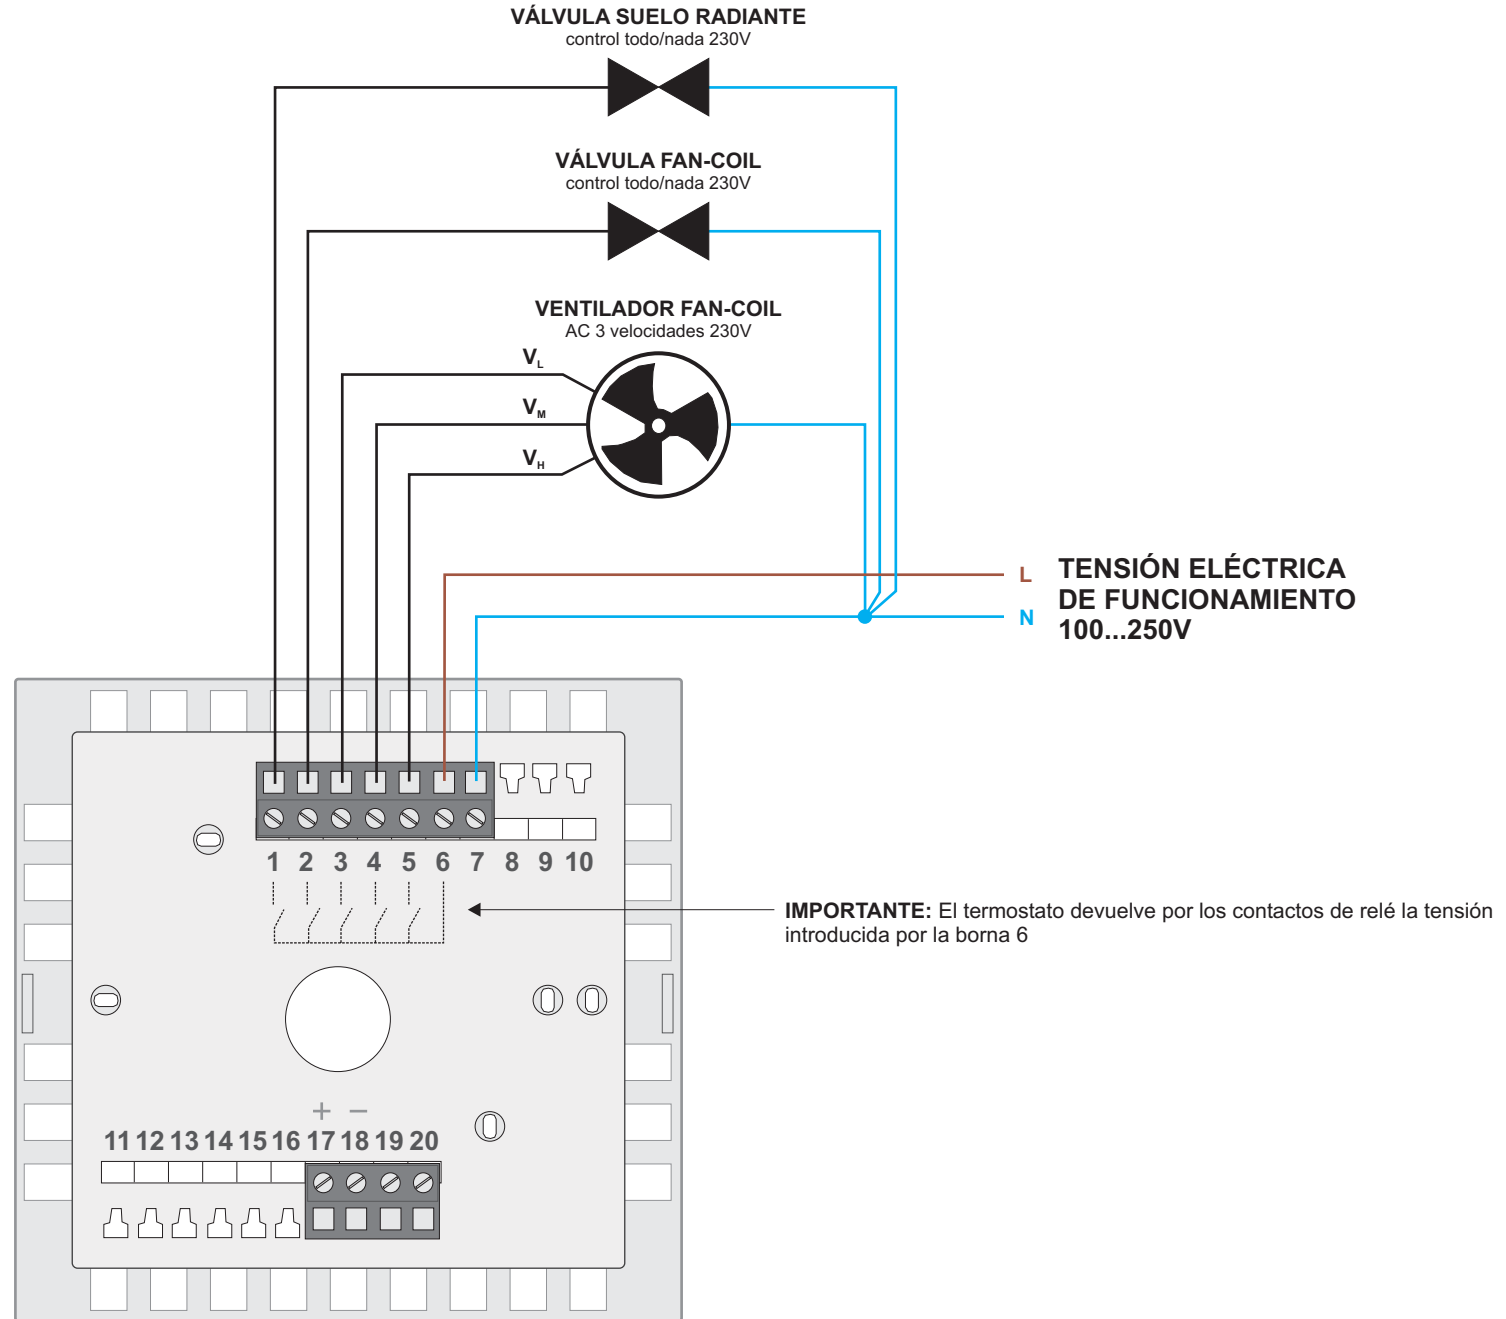 VÁLVULA SUELO RADIANTE
control todo/nada 230V
VÁLVULA FAN-COIL
control todo/nada 230V
VENTILADOR FAN-COIL
AC 3 velocidades 230V
VL
VM
VH
L
N
TENSIÓN ELÉCTRICA
DE FUNCIONAMIENTO
100...250V
1 2 3 4 5 6 7 8 9 10
IMPORTANTE: El termostato devuelve por los contactos de relé la tensión
introducida por la borna 6
+ −
11 12 13 14 15 16 17 18 19 20